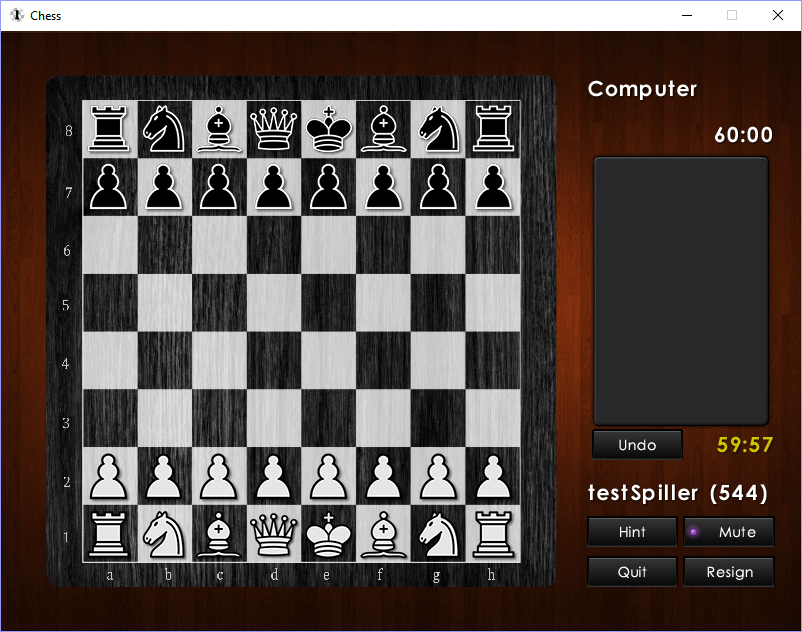 Chess
Computer
60:00
8
7
6
5
4
3
2
1
a b c d e f g h
Undo
59:57
testSpiller (544)
Hint
Mute
Quit
Resign